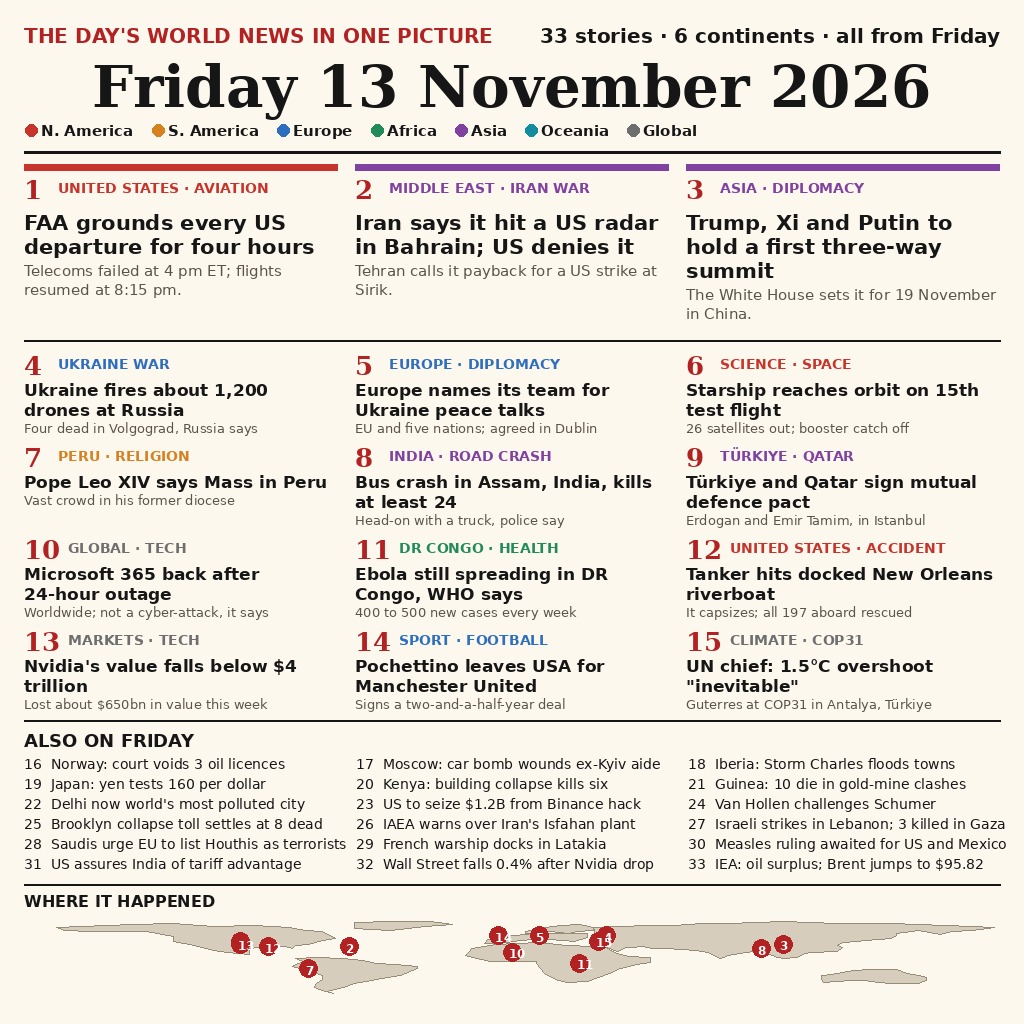 THE DAY'S WORLD NEWS IN ONE PICTURE
33 stories · 6 continents · all from Friday
Friday 13 November 2026
N. America
S. America
Europe
Africa
Asia
Oceania
Global
1 UNITED STATES · AVIATION
FAA grounds every US
departure for four hours
Telecoms failed at 4 pm ET; flights
resumed at 8:15 pm.
2 MIDDLE EAST · IRAN WAR
Iran says it hit a US radar
in Bahrain; US denies it
Tehran calls it payback for a US strike at
Sirik.
3 ASIA · DIPLOMACY
Trump, Xi and Putin to
hold a first three-way
summit
The White House sets it for 19 November
in China.
4 UKRAINE WAR
Ukraine fires about 1,200
drones at Russia
Four dead in Volgograd, Russia says
5 EUROPE · DIPLOMACY
Europe names its team for
Ukraine peace talks
EU and five nations; agreed in Dublin
6 SCIENCE · SPACE
Starship reaches orbit on 15th
test flight
26 satellites out; booster catch off
7 PERU · RELIGION
Pope Leo XIV says Mass in Peru
Vast crowd in his former diocese
8 INDIA · ROAD CRASH
Bus crash in Assam, India, kills
at least 24
Head-on with a truck, police say
9 TÜRKIYE · QATAR
Türkiye and Qatar sign mutual
defence pact
Erdogan and Emir Tamim, in Istanbul
10 GLOBAL · TECH
Microsoft 365 back after
24-hour outage
Worldwide; not a cyber-attack, it says
11 DR CONGO · HEALTH
Ebola still spreading in DR
Congo, WHO says
400 to 500 new cases every week
12 UNITED STATES · ACCIDENT
Tanker hits docked New Orleans
riverboat
It capsizes; all 197 aboard rescued
13 MARKETS · TECH
Nvidia's value falls below $4
trillion
Lost about $650bn in value this week
14 SPORT · FOOTBALL
Pochettino leaves USA for
Manchester United
Signs a two-and-a-half-year deal
15 CLIMATE · COP31
UN chief: 1.5°C overshoot
"inevitable"
Guterres at COP31 in Antalya, Türkiye
ALSO ON FRIDAY
16 Norway: court voids 3 oil licences
17 Moscow: car bomb wounds ex-Kyiv aide
18 Iberia: Storm Charles floods towns
19 Japan: yen tests 160 per dollar
20 Kenya: building collapse kills six
21 Guinea: 10 die in gold-mine clashes
22 Delhi now world's most polluted city
23 US to seize $1.2B from Binance hack
24 Van Hollen challenges Schumer
25 Brooklyn collapse toll settles at 8 dead
26 IAEA warns over Iran's Isfahan plant
27 Israeli strikes in Lebanon; 3 killed in Gaza
28 Saudis urge EU to list Houthis as terrorists
29 French warship docks in Latakia
30 Measles ruling awaited for US and Mexico
31 US assures India of tariff advantage
32 Wall Street falls 0.4% after Nvidia drop
33 IEA: oil surplus; Brent jumps to $95.82
WHERE IT HAPPENED
13
2
5
4
8
3
10
7
11